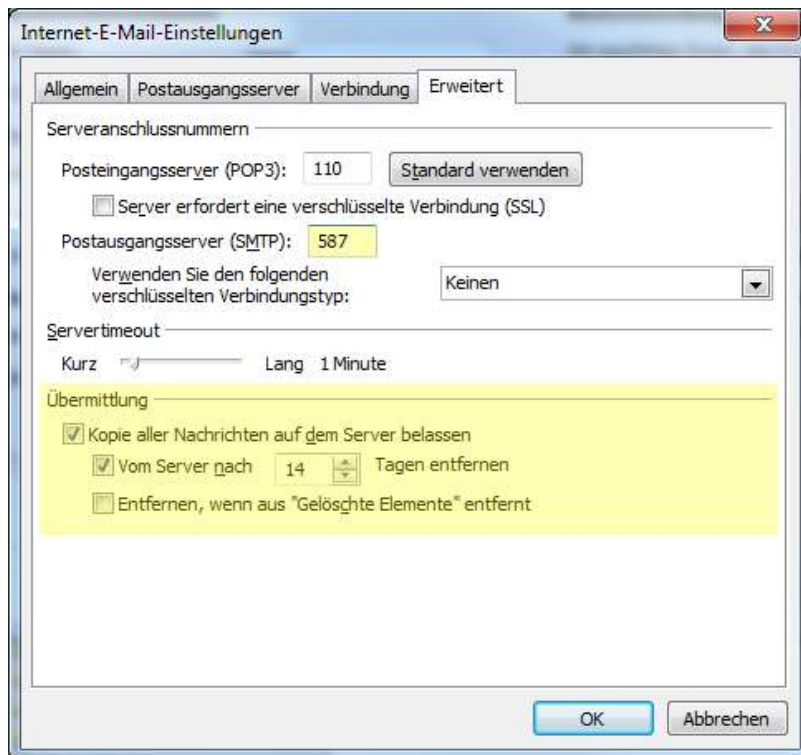 Internet-E-Mail-Einstellungen
Allgemein Postausgangsserver Verbindung Erweitert
Serveranschlussnummern
Posteingangsserver (POP3): 110 Standard verwenden
Server erfordert eine verschlüsselte Verbindung (SSL)
Postausgangsserver (SMTP): 587
Verwenden Sie den folgenden
verschlüsselten Verbindungstyp: Keinen
Servertimeout
Kurz Lang 1 Minute
Übermittlung
Kopie aller Nachrichten auf dem Server belassen
Vom Server nach 14 Tagen entfernen
Entfernen, wenn aus "Gelöschte Elemente" entfernt
OK Abbrechen